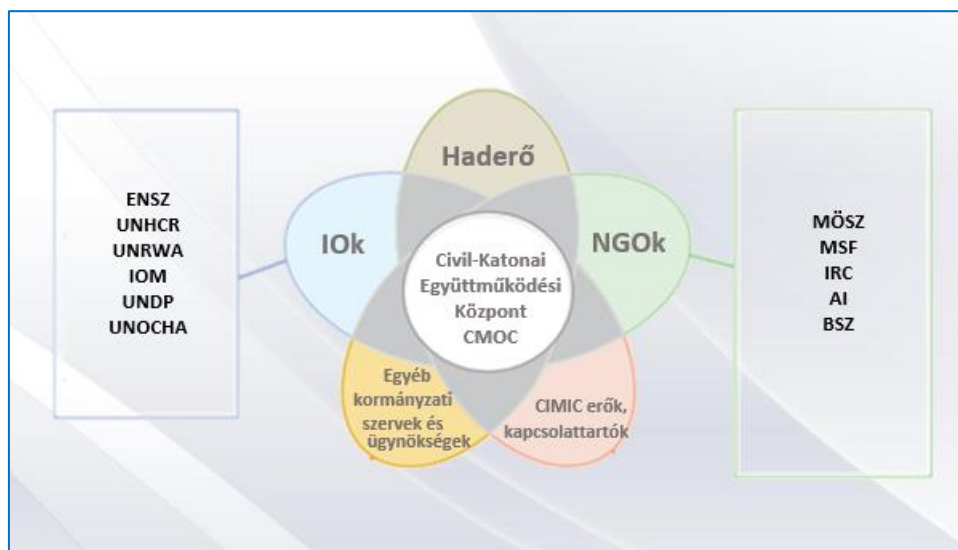 Haderő
IOk
NGOk
Civil-Katonai
Együttműködési
Központ
CMOC
Egyéb
kormányzati
szervek és
ügynökségek
CIMIC erők,
kapcsolattartók
ENSZ
UNHCR
UNRWA
IOM
UNDP
UNOCHA
MÖSZ
MSF
IRC
AI
BSZ